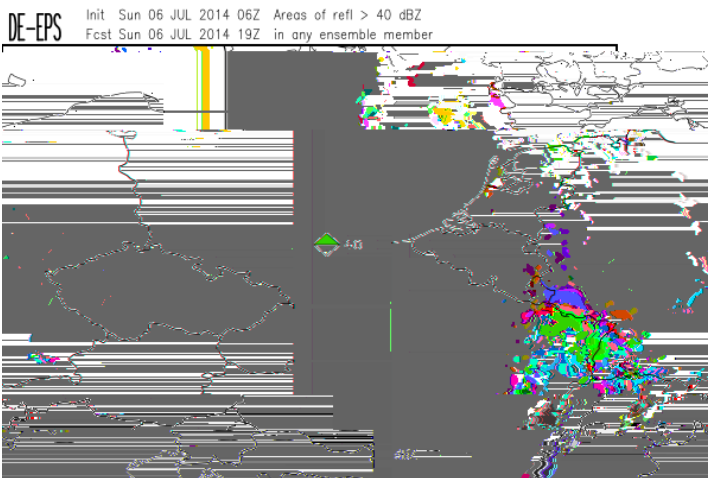 DE-EPS
Init Sun 06 JUL 2014 06Z Areas of refl > 40 dBZ
Fcst Sun 06 JUL 2014 19Z in any ensemble member